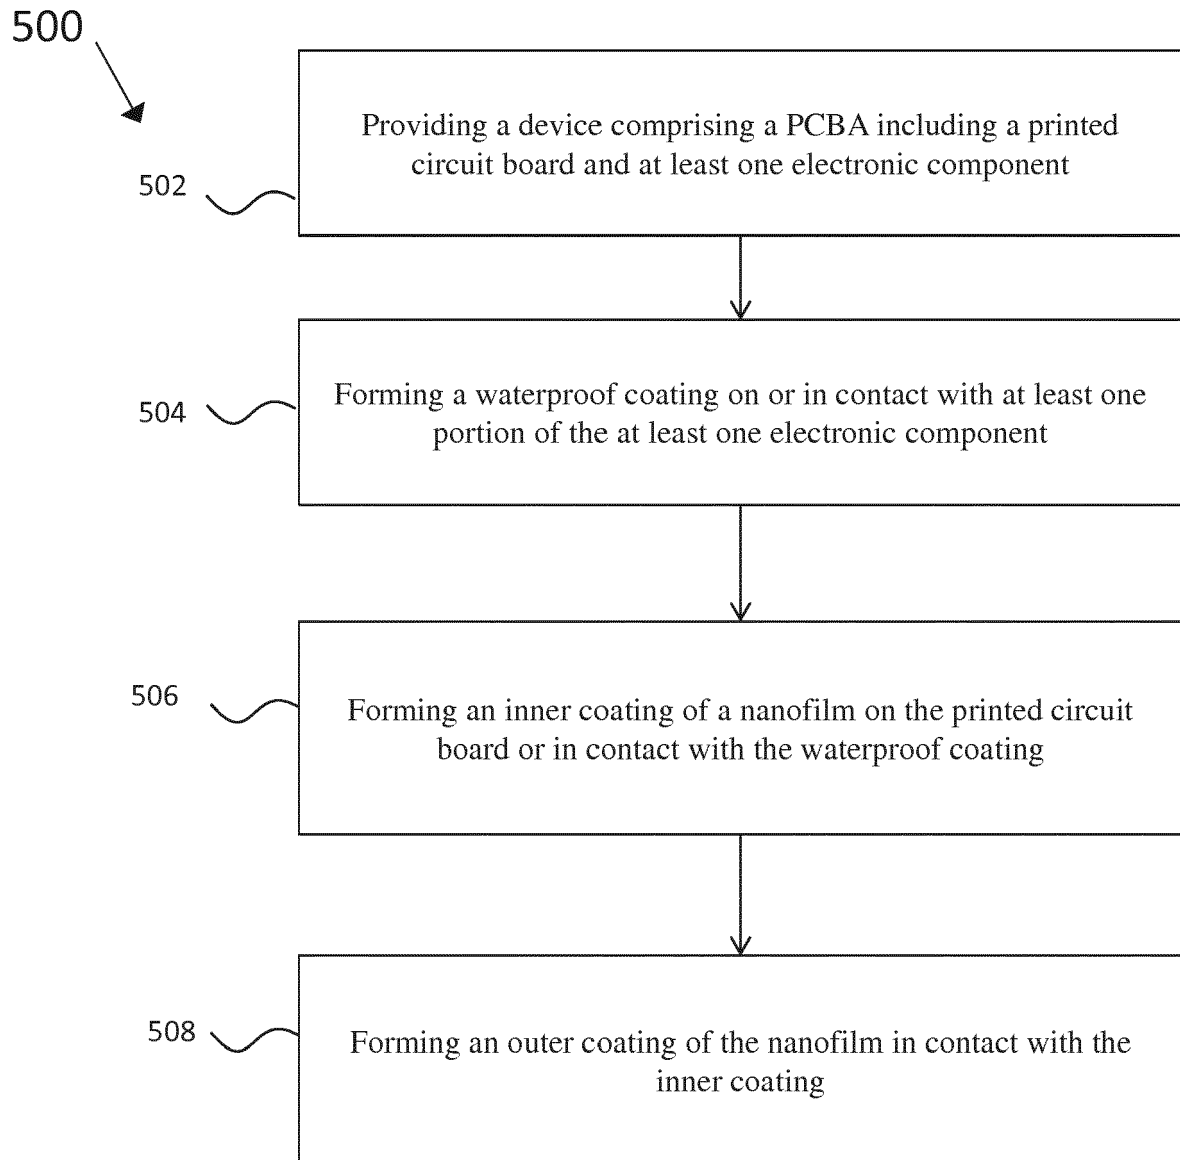 500
Providing a device comprising a PCBA including a printed
circuit board and at least one electronic component
502
Forming a waterproof coating on or in contact with at least one
portion of the at least one electronic component
504
Forming an inner coating of a nanofilm on the printed circuit
board or in contact with the waterproof coating
506
Forming an outer coating of the nanofilm in contact with the
inner coating
508